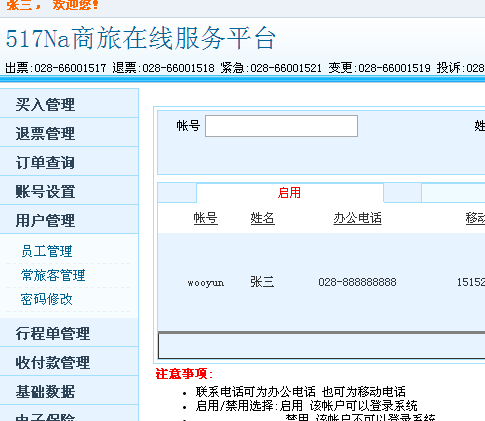 张三, 欢迎您!
517Na商旅在线服务平台
出票:028-66001517 退票:028-66001518 紧急:028-66001521 变更:028-66001519 投诉:028
买入管理
退票管理
订单查询
账号设置
用户管理
员工管理
常旅客管理
密码修改
行程单管理
收付款管理
基础数据
电子保险
帐号 姓
启用
帐号 姓名 办公电话 移动
wooyun 张三 028-888888888 15152
注意事项:
• 联系电话可为办公电话 也可为移动电话
• 启用/禁用选择:启用 该帐户可以登录系统
• 禁用 该帐户不可以登录系统